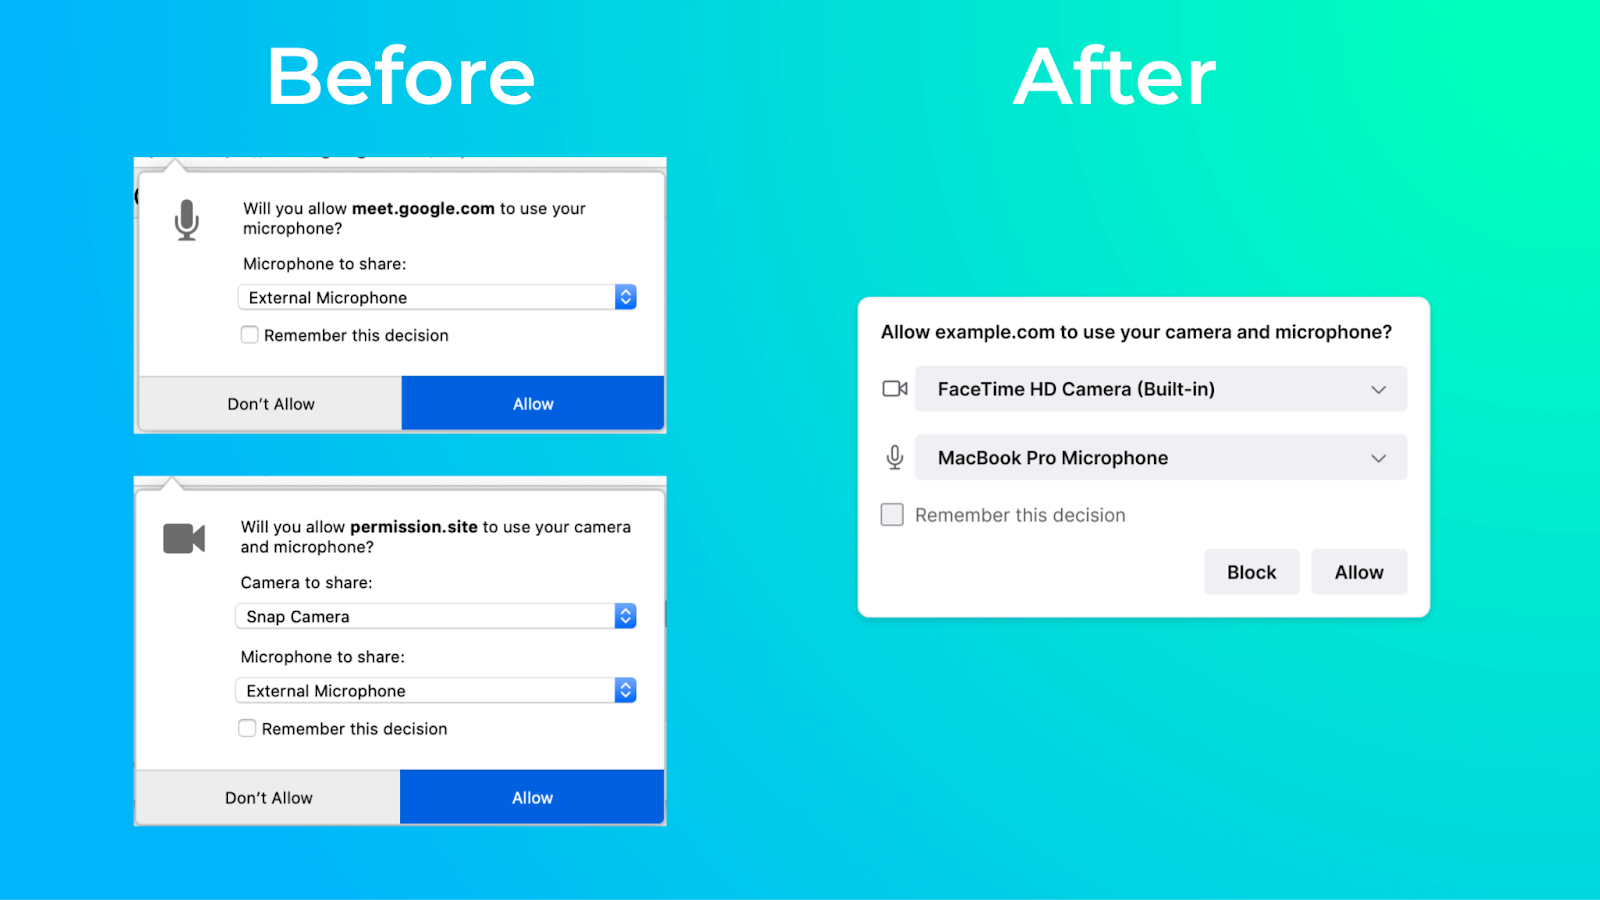 Before
After
Will you allow meet.google.com to use your
microphone?
Microphone to share:
External Microphone
Remember this decision
Don’t Allow
Allow
Will you allow permission.site to use your camera
and microphone?
Camera to share:
Snap Camera
Microphone to share:
External Microphone
Remember this decision
Don’t Allow
Allow
Allow example.com to use your camera and microphone?
FaceTime HD Camera (Built-in)
MacBook Pro Microphone
Remember this decision
Block
Allow